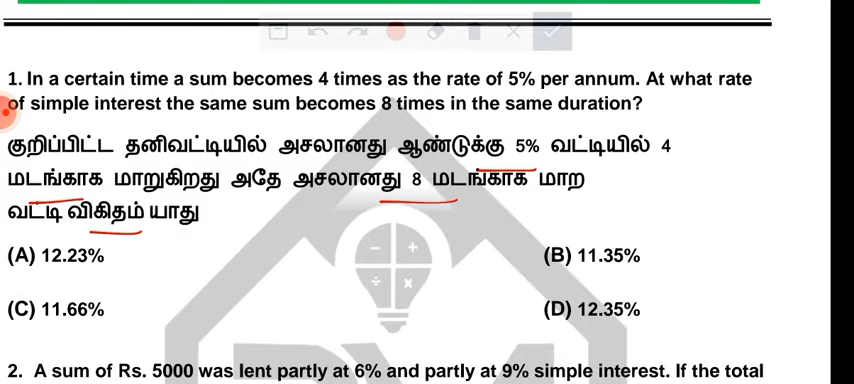 1. In a certain time a sum becomes 4 times as the rate of 5% per annum. At what rate
of simple interest the same sum becomes 8 times in the same duration?
குறிப்பிட்ட தனிவட்டியில் அசலானது ஆண்டுக்கு 5% வட்டியில் 4
மடங்காக மாறுகிறது அதே அசலானது 8 மடங்காக மாற
வட்டி விகிதம் யாது
(A) 12.23% (B) 11.35%
(C) 11.66% (D) 12.35%
2. A sum of Rs. 5000 was lent partly at 6% and partly at 9% simple interest. If the total